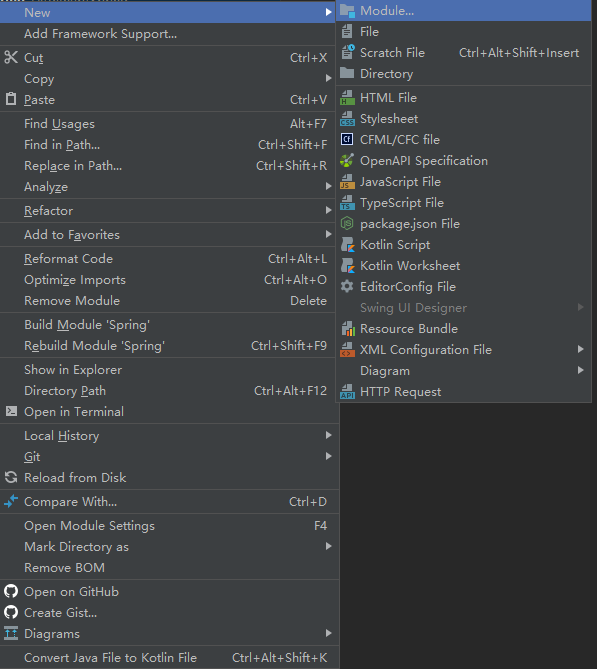 New
Add Framework Support...
Cut Ctrl+X
Copy
Paste Ctrl+V
Find Usages Alt+F7
Find in Path... Ctrl+Shift+F
Replace in Path... Ctrl+Shift+R
Analyze
Refactor
Add to Favorites
Reformat Code Ctrl+Alt+L
Optimize Imports Ctrl+Alt+O
Remove Module Delete
Build Module 'Spring'
Rebuild Module 'Spring' Ctrl+Shift+F9
Show in Explorer
Directory Path Ctrl+Alt+F12
Open in Terminal
Local History
Git
Reload from Disk
Compare With... Ctrl+D
Open Module Settings F4
Mark Directory as
Remove BOM
Open on GitHub
Create Gist...
Diagrams
Convert Java File to Kotlin File Ctrl+Alt+Shift+K
Module...
File
Scratch File Ctrl+Alt+Shift+Insert
Directory
HTML File
Stylesheet
CFML/CFC file
OpenAPI Specification
JavaScript File
TypeScript File
package.json File
Kotlin Script
Kotlin Worksheet
EditorConfig File
Swing UI Designer
Resource Bundle
XML Configuration File
Diagram
HTTP Request